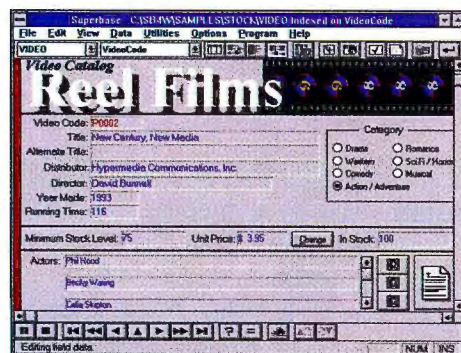 Superbase - C:\SB4W\SAMPLES\STOCK\VIDEO Indexed on VideoCode
File Edit View Data Utilities Options Program Help
VIDEO VideoCode
Video Catalog
Reel Films
Video Code: P0002
Title: New Century, New Media
Alternate Title:
Distributor: Hypermedia Communications, Inc.
Director: David Bunnell
Year Made: 1993
Running Time: 116
Category
Drama Romance
Western Sci.Fi / Horror
Comedy Musical
Action / Adventure
Minimum Stock Level: 75 Unit Price: $ 3.95 Change In Stock: 100
Actors: Phil Hood
Becky Waring
Celia Skipton
Editing field data. NUM INS